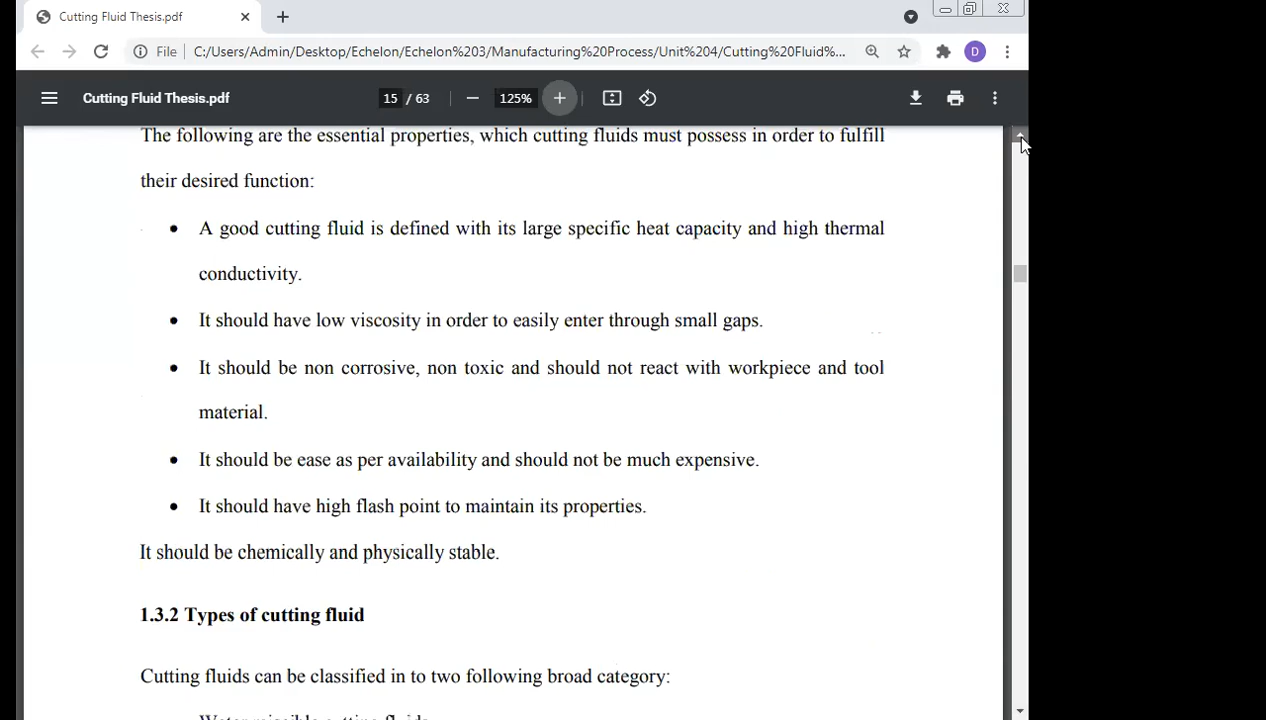 Cutting Fluid Thesis.pdf
File C:/Users/Admin/Desktop/Echelon/Echelon%203/Manufacturing%20Process/Unit%204/Cutting%20Fluid%... D
Cutting Fluid Thesis.pdf 15 / 63 125%
The following are the essential properties, which cutting fluids must possess in order to fulfill
their desired function:
• A good cutting fluid is defined with its large specific heat capacity and high thermal
conductivity.
• It should have low viscosity in order to easily enter through small gaps.
• It should be non corrosive, non toxic and should not react with workpiece and tool
material.
• It should be ease as per availability and should not be much expensive.
• It should have high flash point to maintain its properties.
It should be chemically and physically stable.
1.3.2 Types of cutting fluid
Cutting fluids can be classified in to two following broad category:
Water miscible cutting fluids